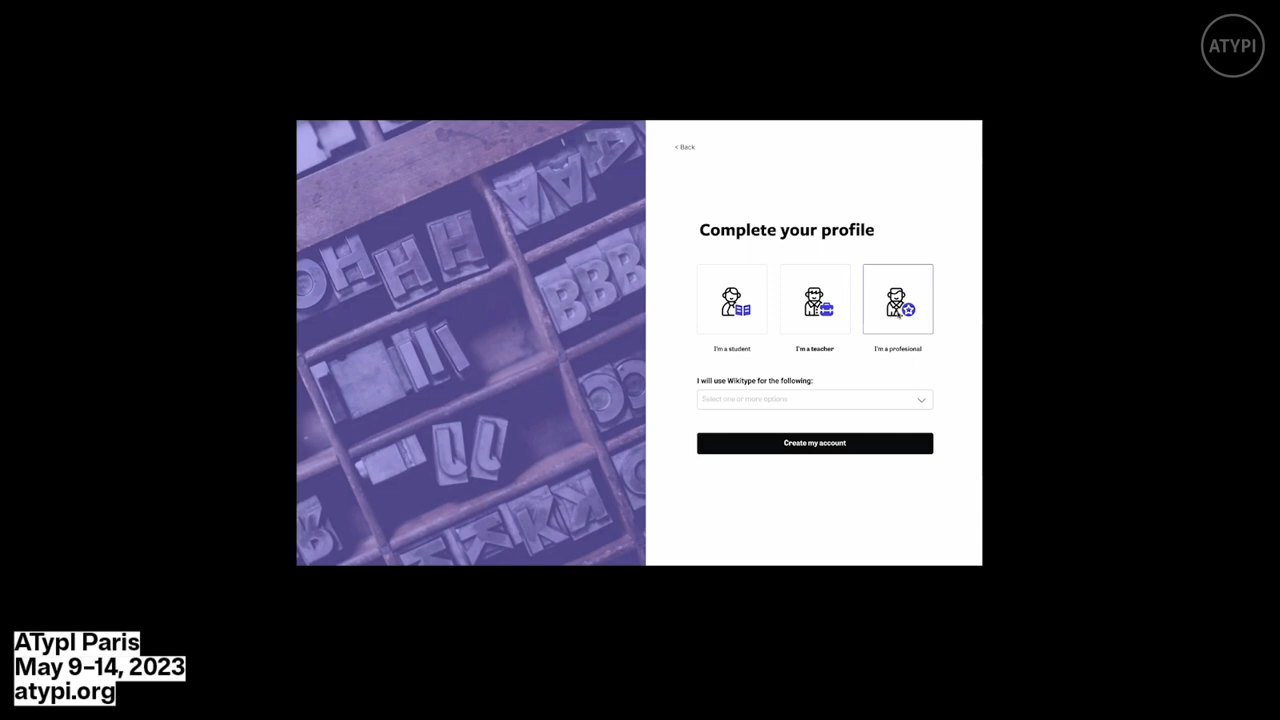 ATYPI
< Back
Complete your profile
I'm a student
I'm a teacher
I'm a profesional
I will use Wikitype for the following:
Select one or more options
Create my account
ATypI Paris
May 9–14, 2023
atypi.org